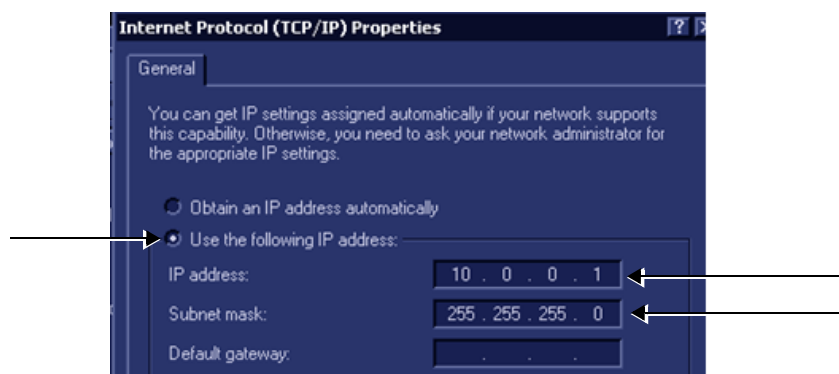 Internet Protocol (TCP/IP) Properties
General
You can get IP settings assigned automatically if your network supports
this capability. Otherwise, you need to ask your network administrator for
the appropriate IP settings.
Obtain an IP address automatically
Use the following IP address:
IP address: 10 . 0 . 0 . 1
Subnet mask: 255 . 255 . 255 . 0
Default gateway: . . .